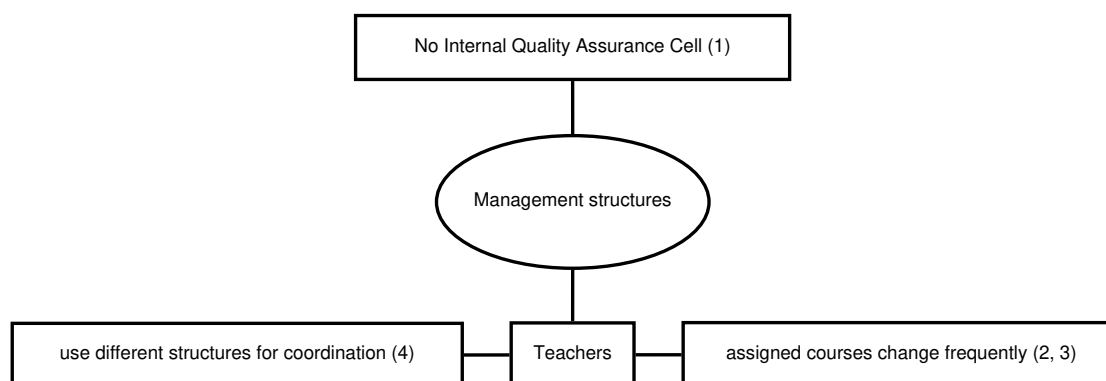 No Internal Quality Assurance Cell (1)
Management structures
use different structures for coordination (4)
Teachers
assigned courses change frequently (2, 3)